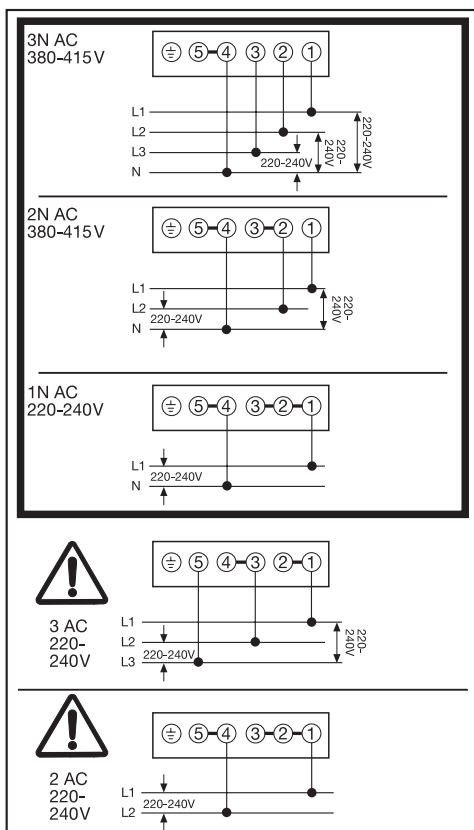 3N AC
380-415V
⏚ 5 4 3 2 1
L1
L2
L3
N
220-240V
220-
240V
220-240V
2N AC
380-415V
⏚ 5 4 3 2 1
L1
L2
N
220-240V
220-
240V
1N AC
220-240V
⏚ 5 4 3 2 1
L1
N
220-240V
3 AC
220-
240V
⏚ 5 4 3 2 1
L1
L2
L3
220-240V
220-
240V
2 AC
220-
240V
⏚ 5 4 3 2 1
L1
L2
220-240V